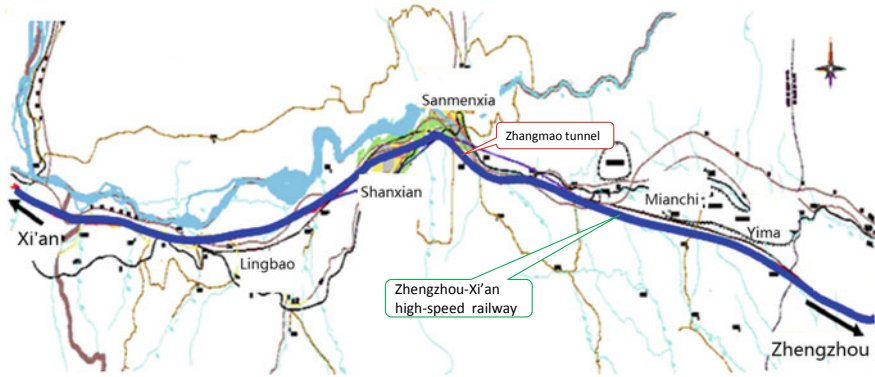 Sanmenxia
Zhangmao tunnel
Shanxian
Mianchi
Xi'an
Yima
Lingbao
Zhengzhou-Xi’an
high-speed railway
Zhengzhou